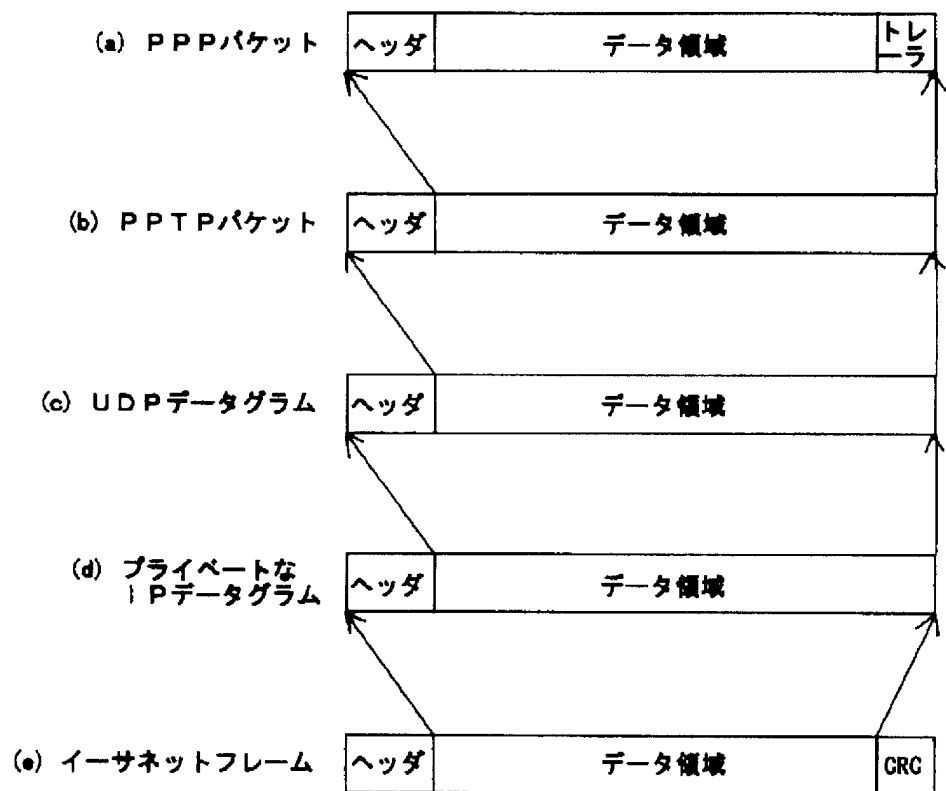 (a) PPPパケット ヘッダ データ領域 トレーラ
(b) PPTPパケット ヘッダ データ領域
(c) UDPデータグラム ヘッダ データ領域
(d) プライベートな
IPデータグラム ヘッダ データ領域
(e) イーサネットフレーム ヘッダ データ領域 CRC